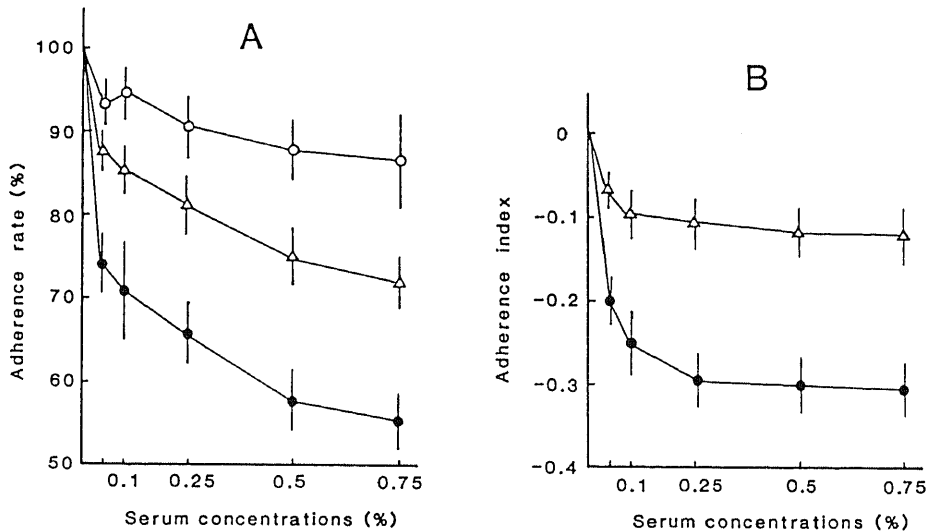 A
Adherence rate (%)
100
90
80
70
60
50
0.1 0.25 0.5 0.75
Serum concentrations (%)
B
Adherence index
0
-0.1
-0.2
-0.3
-0.4
0.1 0.25 0.5 0.75
Serum concentrations (%)